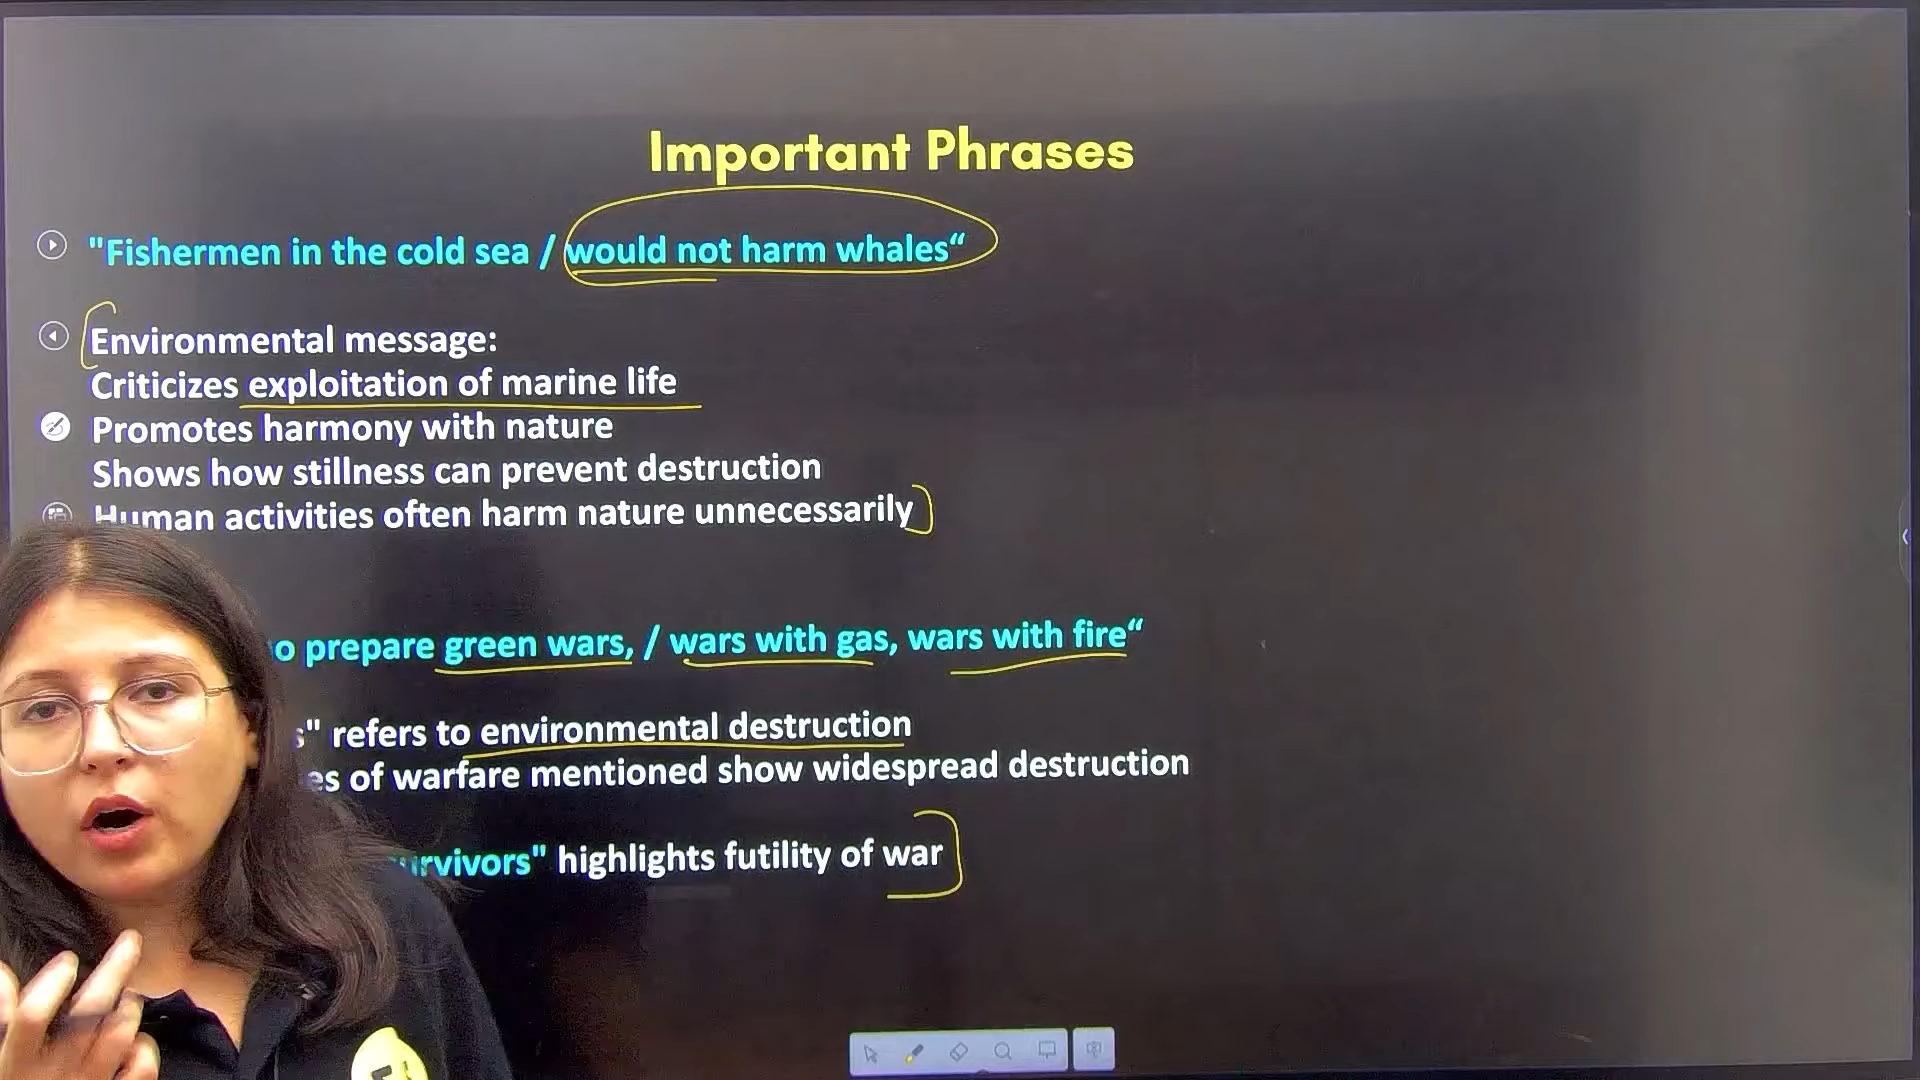 Important Phrases
"Fishermen in the cold sea / would not harm whales“
Environmental message:
Criticizes exploitation of marine life
Promotes harmony with nature
Shows how stillness can prevent destruction
Human activities often harm nature unnecessarily
prepare green wars, / wars with gas, wars with fire“
refers to environmental destruction
of warfare mentioned show widespread destruction
highlights futility of war